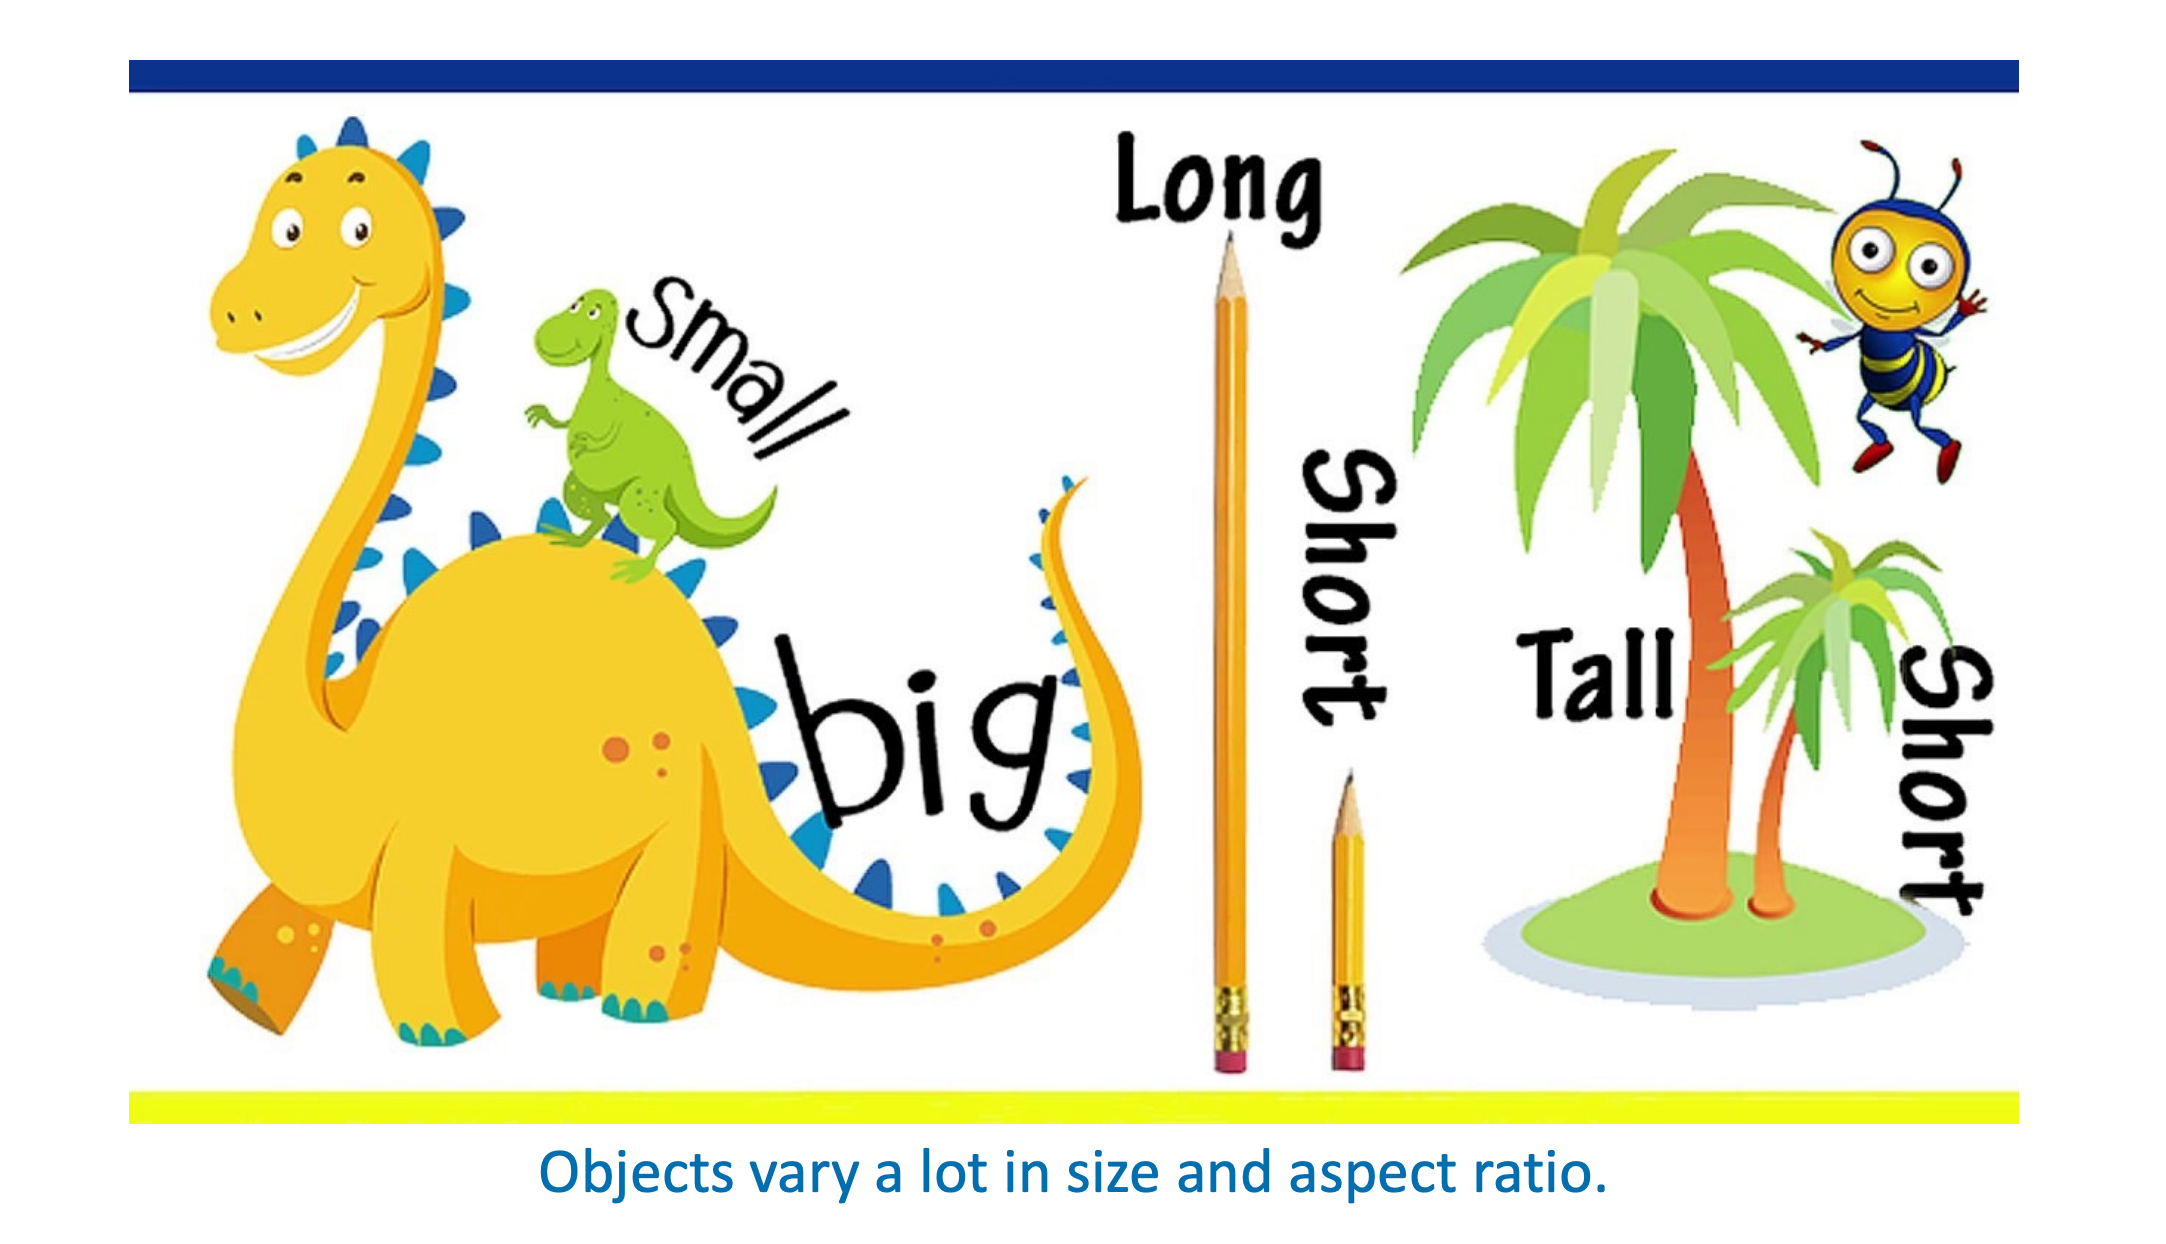 Small
big
Long
Short
Tall
Short
Objects vary a lot in size and aspect ratio.